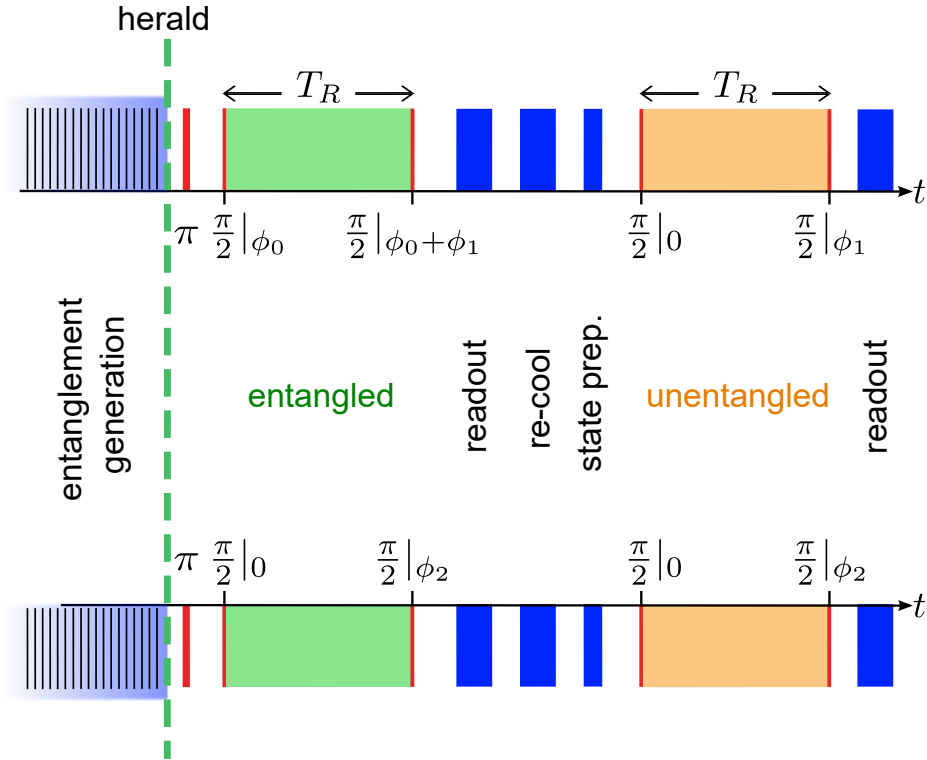 herald
T_R
T_R
t
π
π/2|ϕ₀
π/2|ϕ₀+ϕ₁
π/2|0
π/2|ϕ₁
entanglement
generation
entangled
readout
re-cool
state prep.
unentangled
readout
π
π/2|0
π/2|ϕ₂
π/2|0
π/2|ϕ₂
t